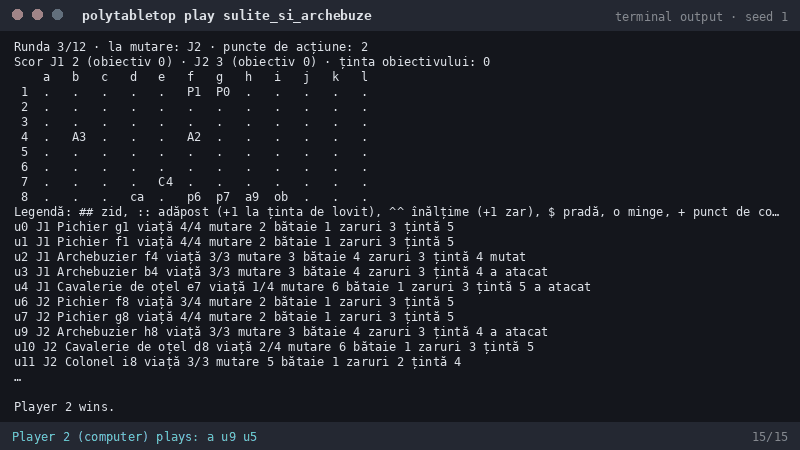 polytabletop play sulite_si_archebuze
terminal output · seed 1
Runda 3/12 · la mutare: J2 · puncte de acțiune: 2
Scor J1 2 (obiectiv 0) · J2 3 (obiectiv 0) · ținta obiectivului: 0
a b c d e f g h i j k l
1 . . . . . P1 P0 . . . . .
2 . . . . . . . . . . . .
3 . . . . . . . . . . . .
4 . A3 . . . A2 . . . . . .
5 . . . . . . . . . . . .
6 . . . . . . . . . . . .
7 . . . . C4 . . . . . . .
8 . . . ca . p6 p7 a9 ob . . .
Legendă: ## zid, :: adăpost (+1 la ținta de lovit), ^^ înălțime (+1 zar), $ pradă, o minge, + punct de co…
u0 J1 Pichier g1 viață 4/4 mutare 2 bătaie 1 zaruri 3 țintă 5
u1 J1 Pichier f1 viață 4/4 mutare 2 bătaie 1 zaruri 3 țintă 5
u2 J1 Archebuzier f4 viață 3/3 mutare 3 bătaie 4 zaruri 3 țintă 4 mutat
u3 J1 Archebuzier b4 viață 3/3 mutare 3 bătaie 4 zaruri 3 țintă 4 a atacat
u4 J1 Cavalerie de oțel e7 viață 1/4 mutare 6 bătaie 1 zaruri 3 țintă 5 a atacat
u6 J2 Pichier f8 viață 3/4 mutare 2 bătaie 1 zaruri 3 țintă 5
u7 J2 Pichier g8 viață 4/4 mutare 2 bătaie 1 zaruri 3 țintă 5
u9 J2 Archebuzier h8 viață 3/3 mutare 3 bătaie 4 zaruri 3 țintă 4 a atacat
u10 J2 Cavalerie de oțel d8 viață 2/4 mutare 6 bătaie 1 zaruri 3 țintă 5
u11 J2 Colonel i8 viață 3/3 mutare 5 bătaie 1 zaruri 2 țintă 4
…
Player 2 wins.
Player 2 (computer) plays: a u9 u5
15/15